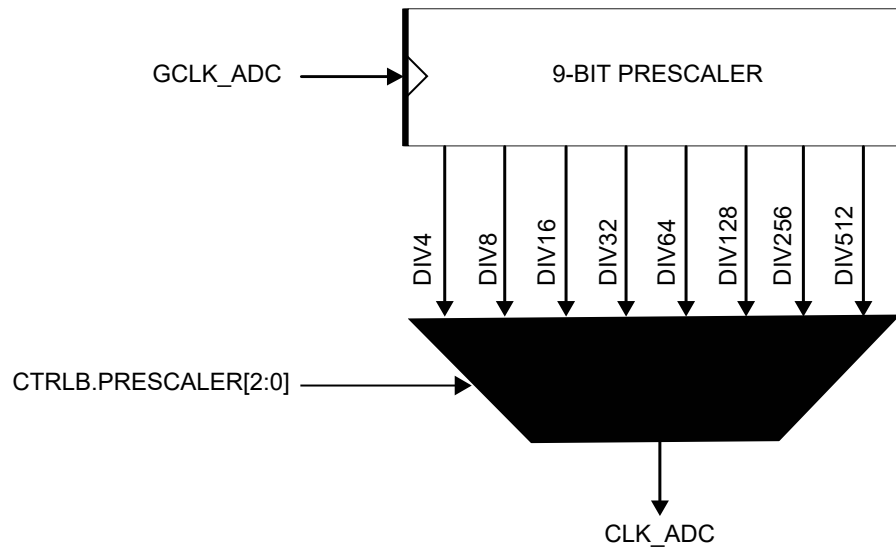 GCLK_ADC
9-BIT PRESCALER
DIV4
DIV8
DIV16
DIV32
DIV64
DIV128
DIV256
DIV512
CTRLB.PRESCALER[2:0]
CLK_ADC